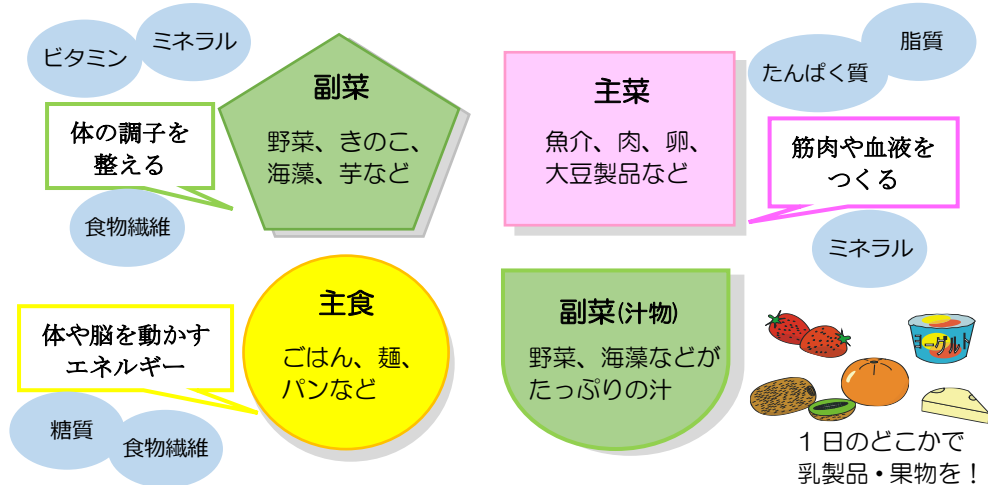 ビタミン
ミネラル
体の調子を
整える
食物繊維
副菜
野菜、きのこ、
海藻、芋など
主菜
魚介、肉、卵、
大豆製品など
たんぱく質
脂質
筋肉や血液を
つくる
ミネラル
体や脳を動かす
エネルギー
糖質
食物繊維
主食
ごはん、麺、
パンなど
副菜(汁物)
野菜、海藻などが
たっぷりの汁
ヨーグルト
1日のどこかで
乳製品・果物を！